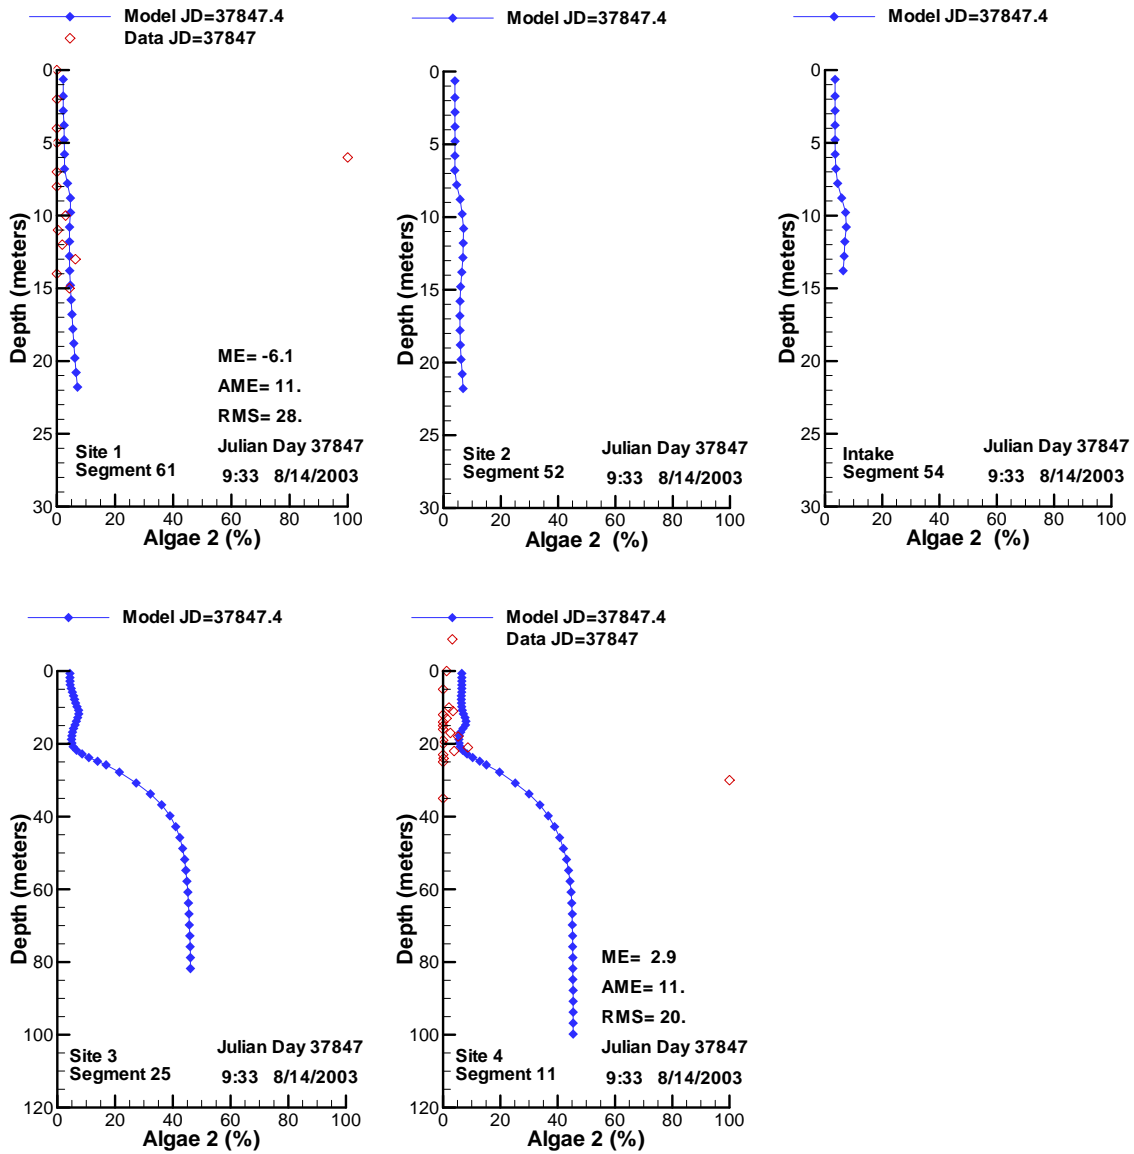 Model JD=37847.4
Data JD=37847
0
5
10
15
20
25
30
Depth (meters)
ME= -6.1
AME= 11.
RMS= 28.
Site 1
Segment 61
Julian Day 37847
9:33 8/14/2003
0 20 40 60 80 100
Algae 2 (%)
Model JD=37847.4
0
5
10
15
20
25
30
Depth (meters)
Site 2
Segment 52
Julian Day 37847
9:33 8/14/2003
0 20 40 60 80 100
Algae 2 (%)
Model JD=37847.4
0
5
10
15
20
25
30
Depth (meters)
Intake
Segment 54
Julian Day 37847
9:33 8/14/2003
0 20 40 60 80 100
Algae 2 (%)
Model JD=37847.4
0
20
40
60
80
100
120
Depth (meters)
Site 3
Segment 25
Julian Day 37847
9:33 8/14/2003
0 20 40 60 80 100
Algae 2 (%)
Model JD=37847.4
Data JD=37847
0
20
40
60
80
100
120
Depth (meters)
ME= 2.9
AME= 11.
RMS= 20.
Site 4
Segment 11
Julian Day 37847
9:33 8/14/2003
0 20 40 60 80 100
Algae 2 (%)